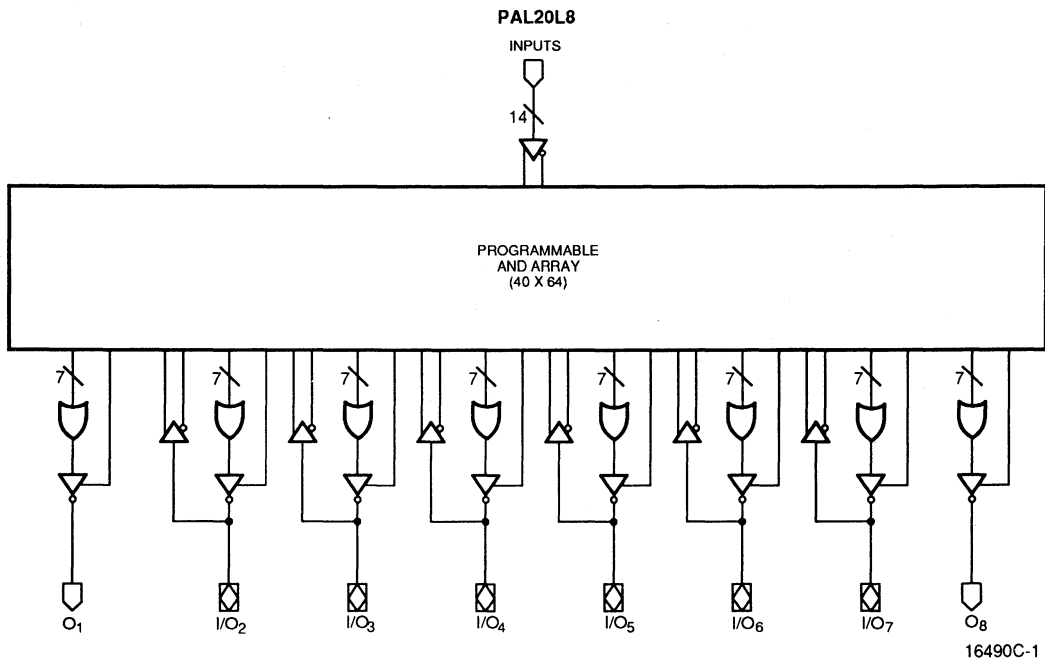 PAL20L8
INPUTS
14
PROGRAMMABLE
AND ARRAY
(40 X 64)
7 7 7 7 7 7 7 7
O1 I/O2 I/O3 I/O4 I/O5 I/O6 I/O7 O8
16490C-1